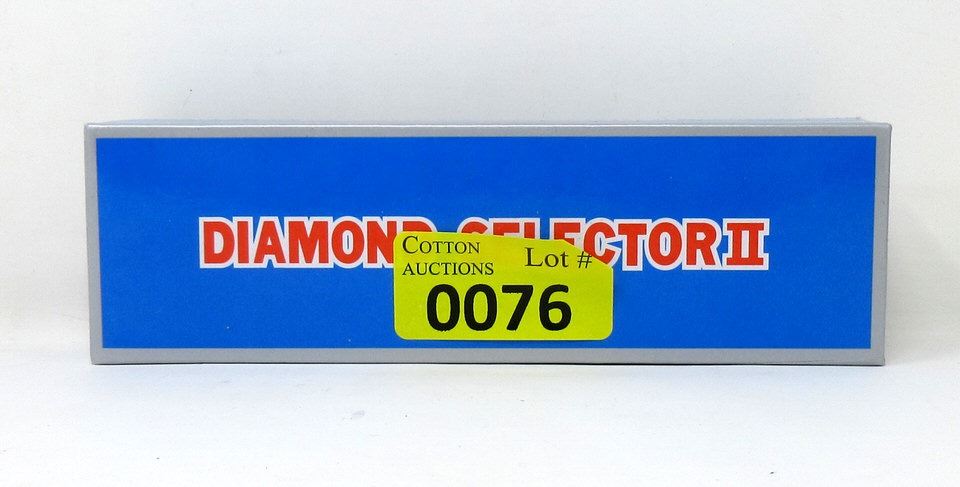 DIAMOND SELECTOR II
COTTON Lot #
AUCTIONS
0076